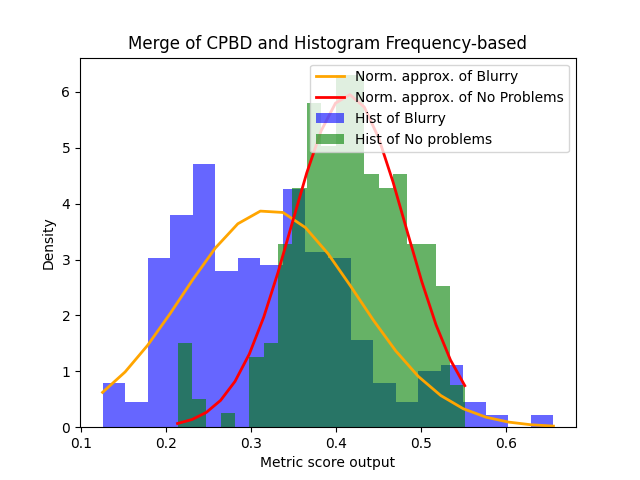 Merge of CPBD and Histogram Frequency-based
Norm. approx. of Blurry
Norm. approx. of No Problems
Hist of Blurry
Hist of No problems
Density
6
5
4
3
2
1
0
0.1 0.2 0.3 0.4 0.5 0.6
Metric score output